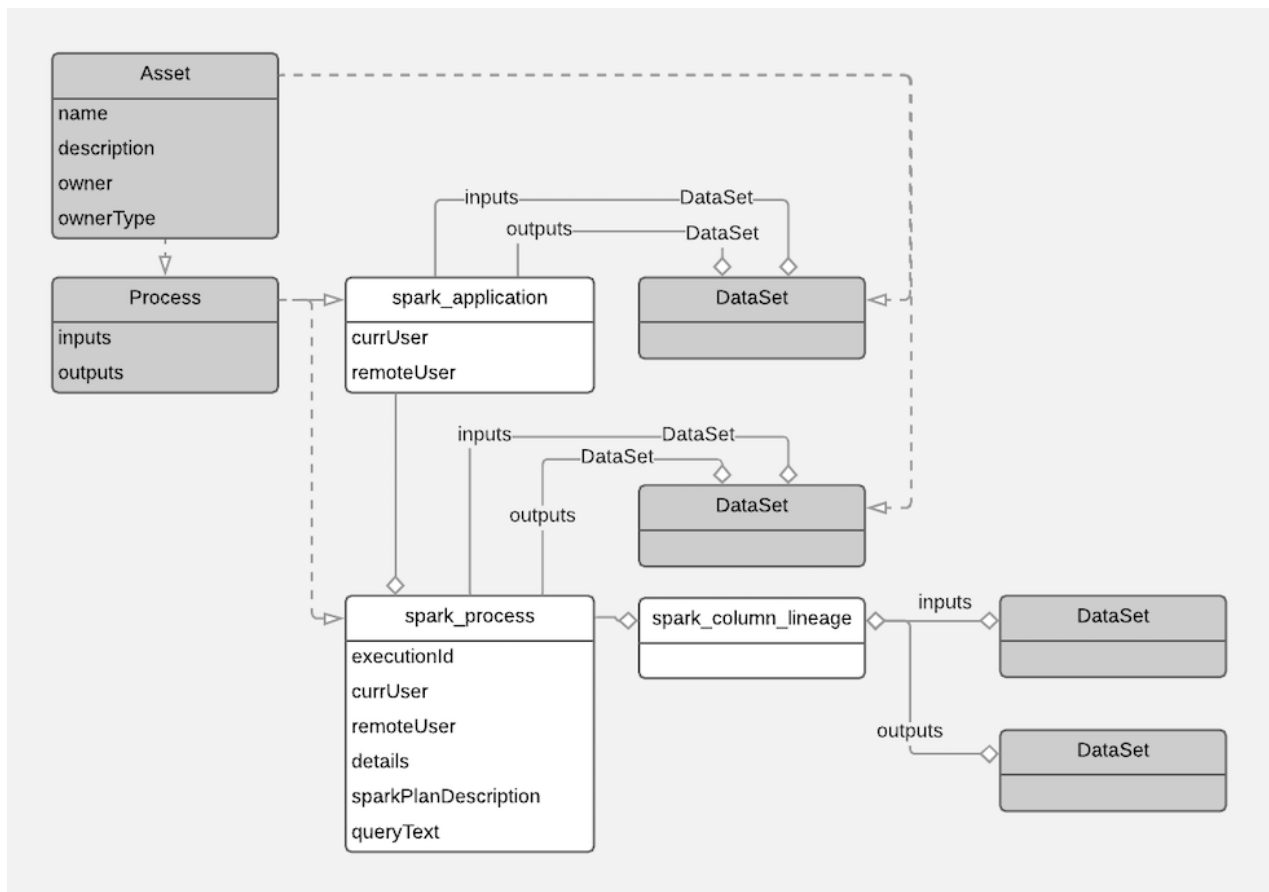 Asset
name
description
owner
ownerType
inputs
DataSet
outputs
DataSet
Process
inputs
outputs
spark_application
currUser
remoteUser
DataSet
inputs
DataSet
DataSet
outputs
DataSet
spark_process
executionId
currUser
remoteUser
details
sparkPlanDescription
queryText
spark_column_lineage
inputs
DataSet
outputs
DataSet